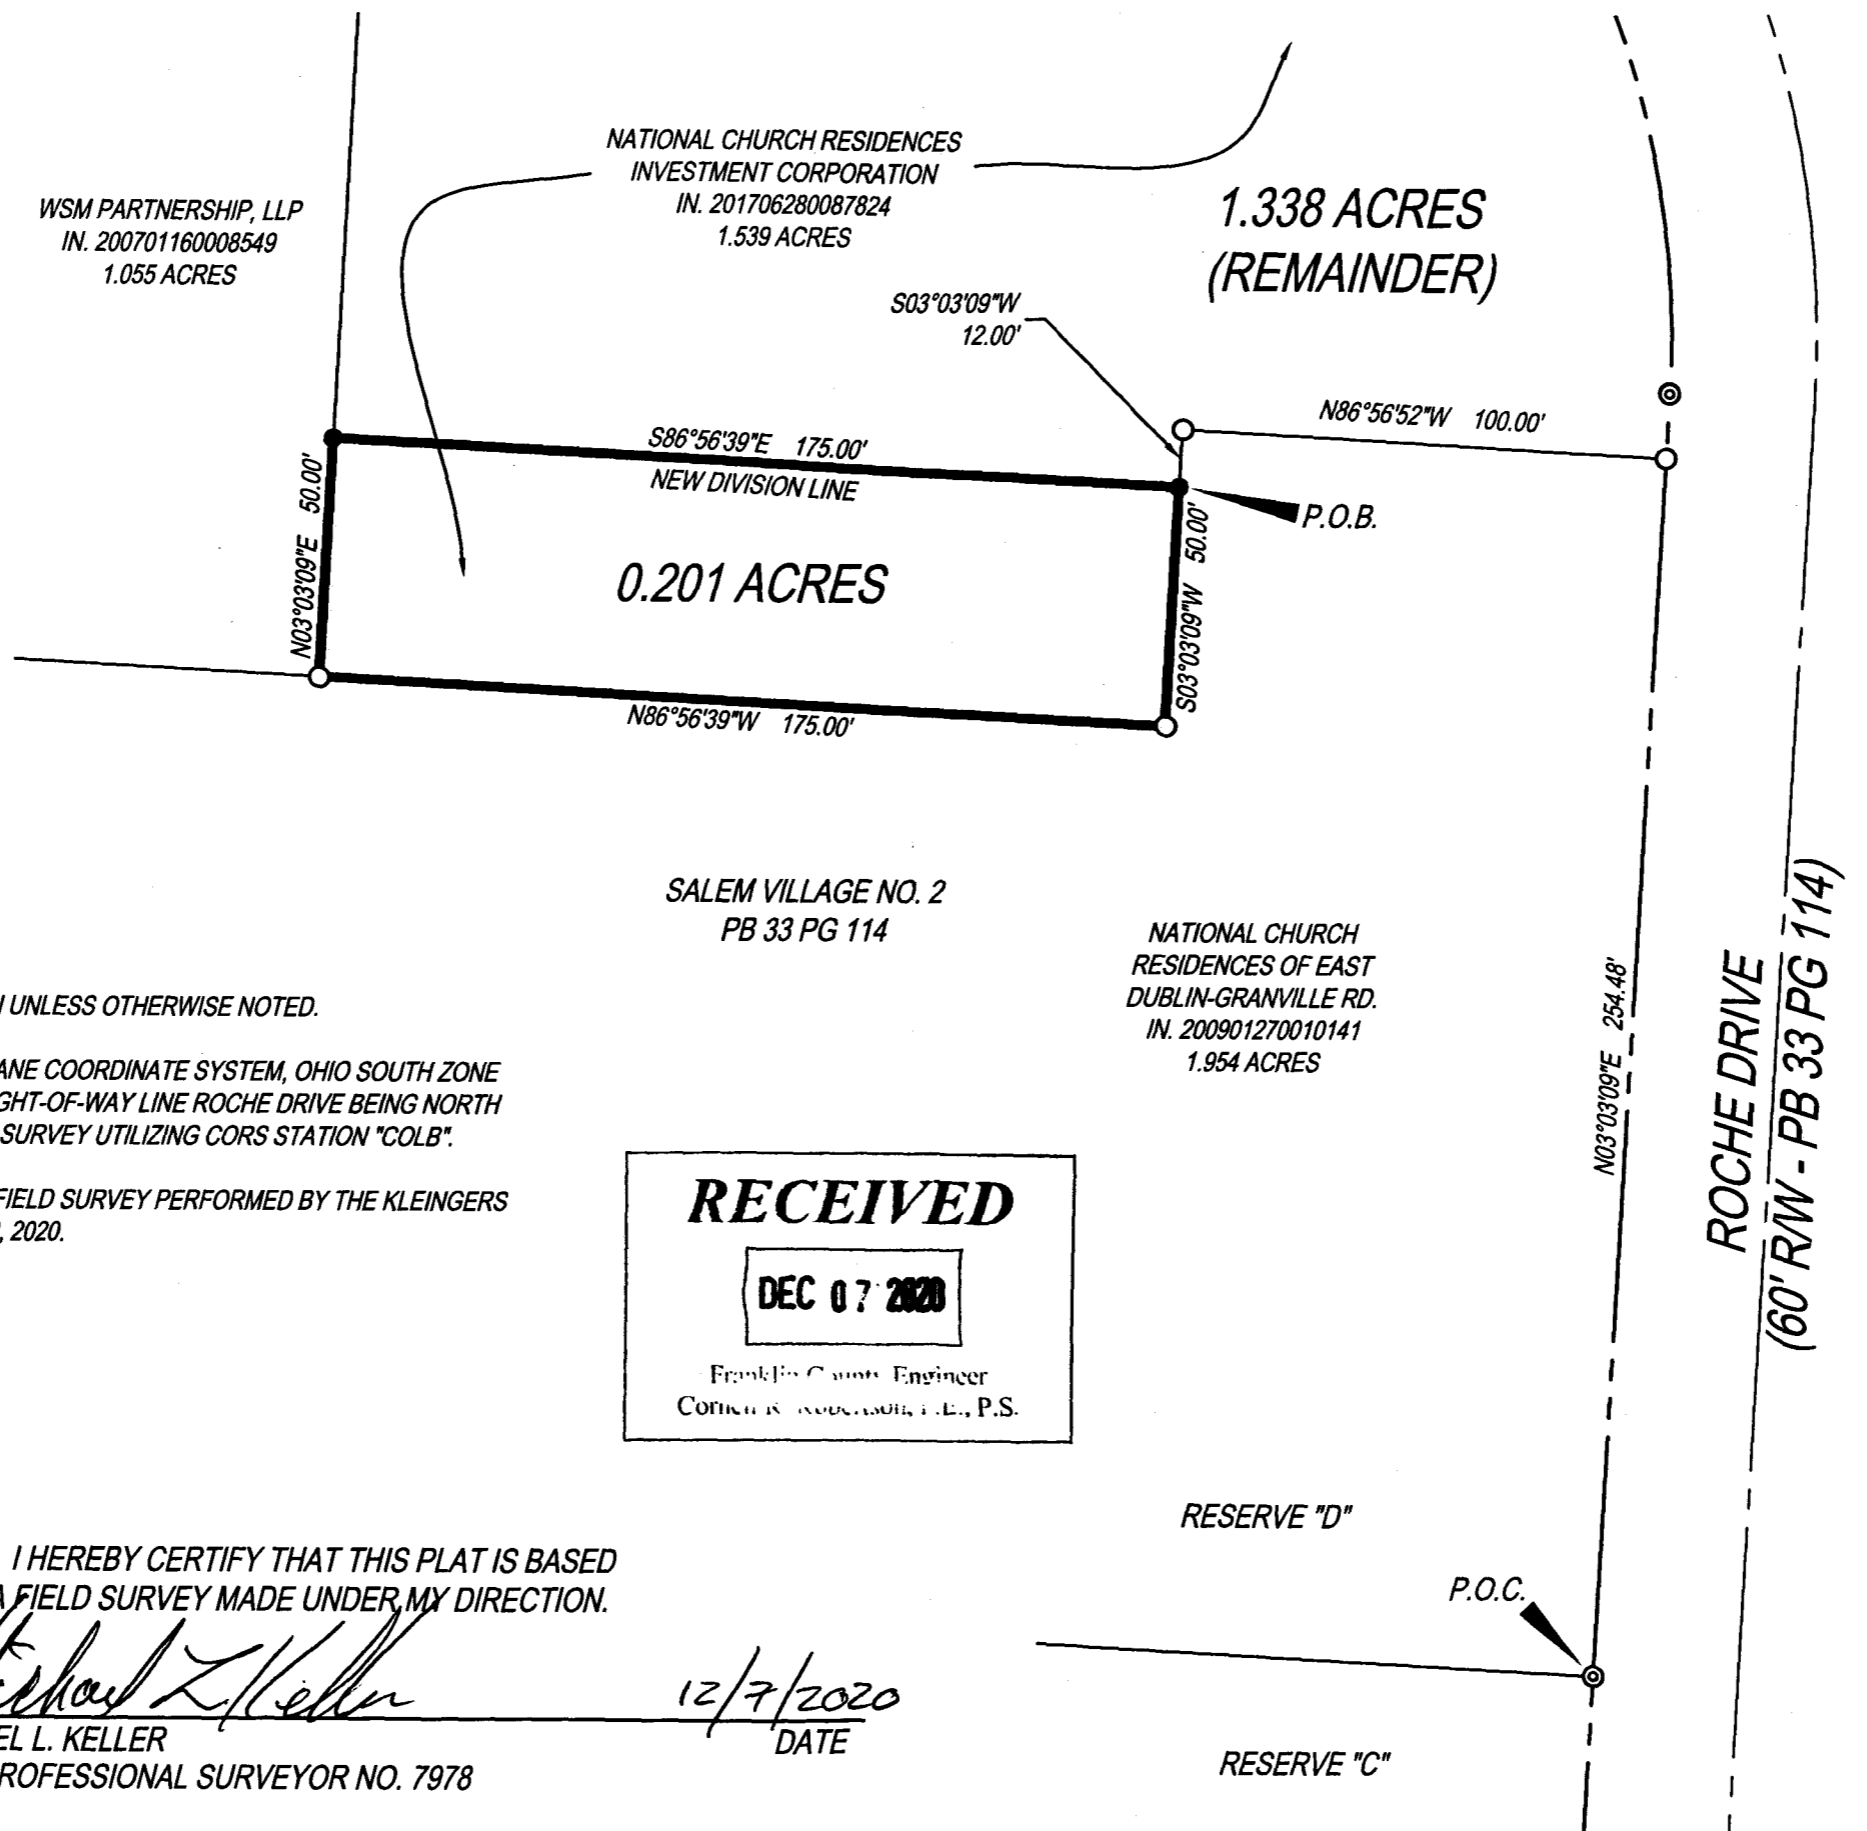 NATIONAL CHURCH RESIDENCES
INVESTMENT CORPORATION
IN. 201706280087824
1.539 ACRES
WSM PARTNERSHIP, LLP
IN. 200701160008549
1.055 ACRES
1.338 ACRES
(REMAINDER)
S03°03'09"W
12.00'
N86°56'52"W 100.00'
S86°56'39"E 175.00'
NEW DIVISION LINE
P.O.B.
N03°03'09"E 50.00'
0.201 ACRES
S03°03'09"W 50.00'
N86°56'39"W 175.00'
SALEM VILLAGE NO. 2
PB 33 PG 114
NATIONAL CHURCH
RESIDENCES OF EAST
DUBLIN-GRANVILLE RD.
IN. 200901270010141
1.954 ACRES
N03°03'09"E 254.48'
ROCHE DRIVE
(60' R/W - PB 33 PG 114)
UNLESS OTHERWISE NOTED.
ANE COORDINATE SYSTEM, OHIO SOUTH ZONE
GHT-OF-WAY LINE ROCHE DRIVE BEING NORTH
SURVEY UTILIZING CORS STATION "COLB".
FIELD SURVEY PERFORMED BY THE KLEINGERS
, 2020.
RECEIVED
DEC 07 2020
Franklin County Engineer
P.S.
RESERVE "D"
I HEREBY CERTIFY THAT THIS PLAT IS BASED
A FIELD SURVEY MADE UNDER MY DIRECTION.
P.O.C.
L Keller 12/7/2020
EL L. KELLER DATE
ROFESSIONAL SURVEYOR NO. 7978
RESERVE "C"